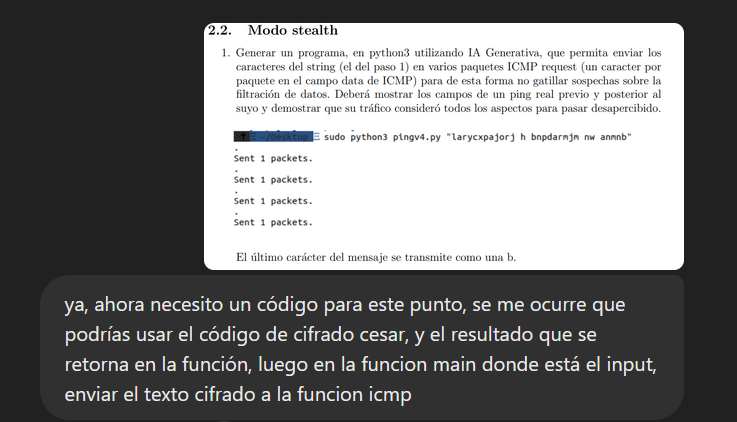 2.2. Modo stealth
1. Generar un programa, en python3 utilizando IA Generativa, que permita enviar los
caracteres del string (el del paso 1) en varios paquetes ICMP request (un caracter por
paquete en el campo data de ICMP) para de esta forma no gatillar sospechas sobre la
filtración de datos. Deberá mostrar los campos de un ping real previo y posterior al
suyo y demostrar que su tráfico consideró todos los aspectos para pasar desapercibido.
~/Desktop sudo python3 pingv4.py "larycxpajorj h bnpdarmjm nw anmnb"
.
Sent 1 packets.
.
Sent 1 packets.
.
Sent 1 packets.
.
Sent 1 packets.
El último carácter del mensaje se transmite como una b.
ya, ahora necesito un código para este punto, se me ocurre que
podrías usar el código de cifrado cesar, y el resultado que se
retorna en la función, luego en la funcion main donde está el input,
enviar el texto cifrado a la funcion icmp